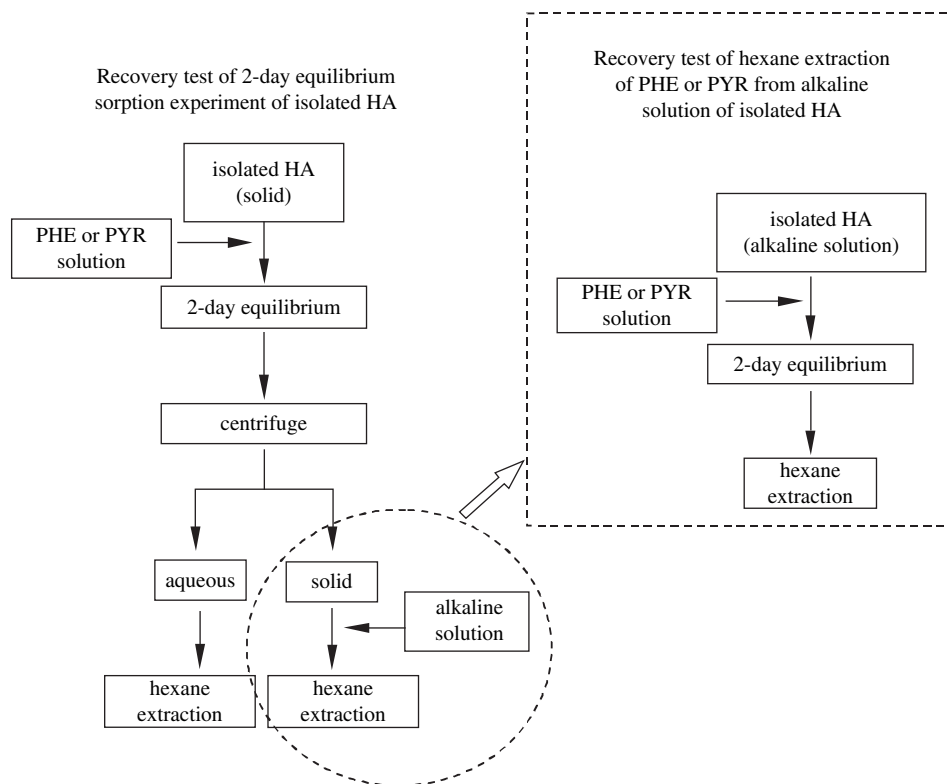 Recovery test of 2-day equilibrium
sorption experiment of isolated HA
isolated HA
(solid)
PHE or PYR
solution
2-day equilibrium
centrifuge
aqueous
solid
alkaline
solution
hexane
extraction
hexane
extraction
Recovery test of hexane extraction
of PHE or PYR from alkaline
solution of isolated HA
isolated HA
(alkaline solution)
PHE or PYR
solution
2-day equilibrium
hexane
extraction